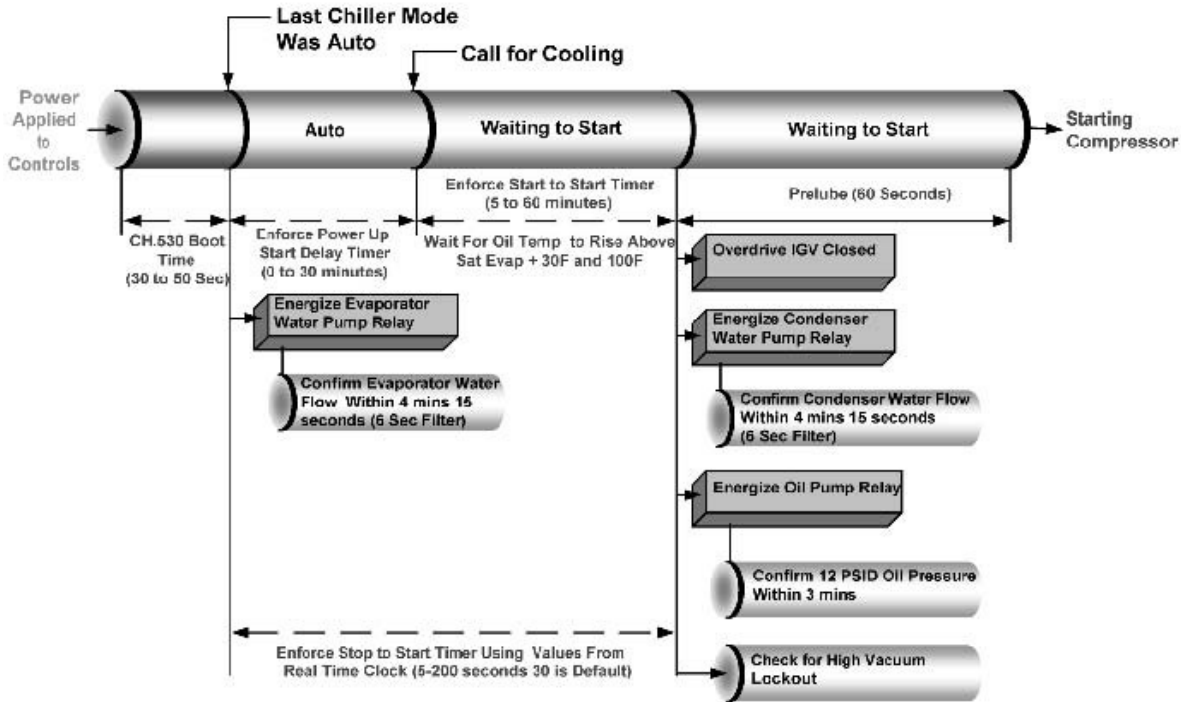 Last Chiller Mode
Was Auto
Call for Cooling
Power
Applied
to
Controls
Auto
Waiting to Start
Waiting to Start
Starting
Compressor
CH.530 Boot
Time
(30 to 50 Sec)
Enforce Power Up
Start Delay Timer
(0 to 30 minutes)
Enforce Start to Start Timer
(5 to 60 minutes)
Wait For Oil Temp to Rise Above
Sat Evap + 30F and 100F
Prelube (60 Seconds)
Energize Evaporator
Water Pump Relay
Confirm Evaporator Water
Flow Within 4 mins 15
seconds (6 Sec Filter)
Overdrive IGV Closed
Energize Condenser
Water Pump Relay
Confirm Condenser Water Flow
Within 4 mins 15 seconds
(6 Sec Filter)
Energize Oil Pump Relay
Confirm 12 PSID Oil Pressure
Within 3 mins
Enforce Stop to Start Timer Using Values From
Real Time Clock (5-200 seconds 30 is Default)
Check for High Vacuum
Lockout